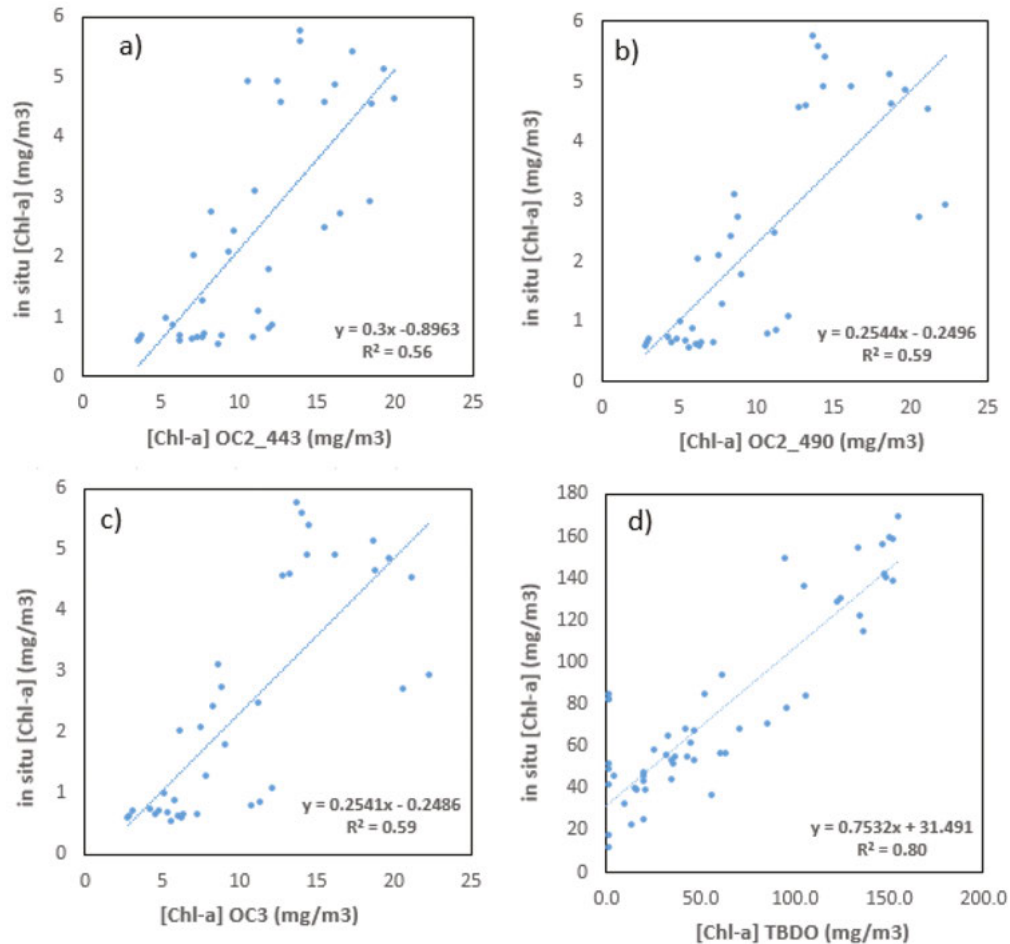 a)
6
5
4
3
2
1
0
in situ [Chl-a] (mg/m3)
y = 0.3x -0.8963
R² = 0.56
0 5 10 15 20 25
[Chl-a] OC2_443 (mg/m3)
b)
6
5
4
3
2
1
0
in situ [Chl-a] (mg/m3)
y = 0.2544x - 0.2496
R² = 0.59
0 5 10 15 20 25
[Chl-a] OC2_490 (mg/m3)
c)
6
5
4
3
2
1
0
in situ [Chl-a] (mg/m3)
y = 0.2541x - 0.2486
R² = 0.59
0 5 10 15 20 25
[Chl-a] OC3 (mg/m3)
d)
180
160
140
120
100
80
60
40
20
0
in situ [Chl-a] (mg/m3)
y = 0.7532x + 31.491
R² = 0.80
0 50.0 100.0 150.0 200.0
[Chl-a] TBDO (mg/m3)